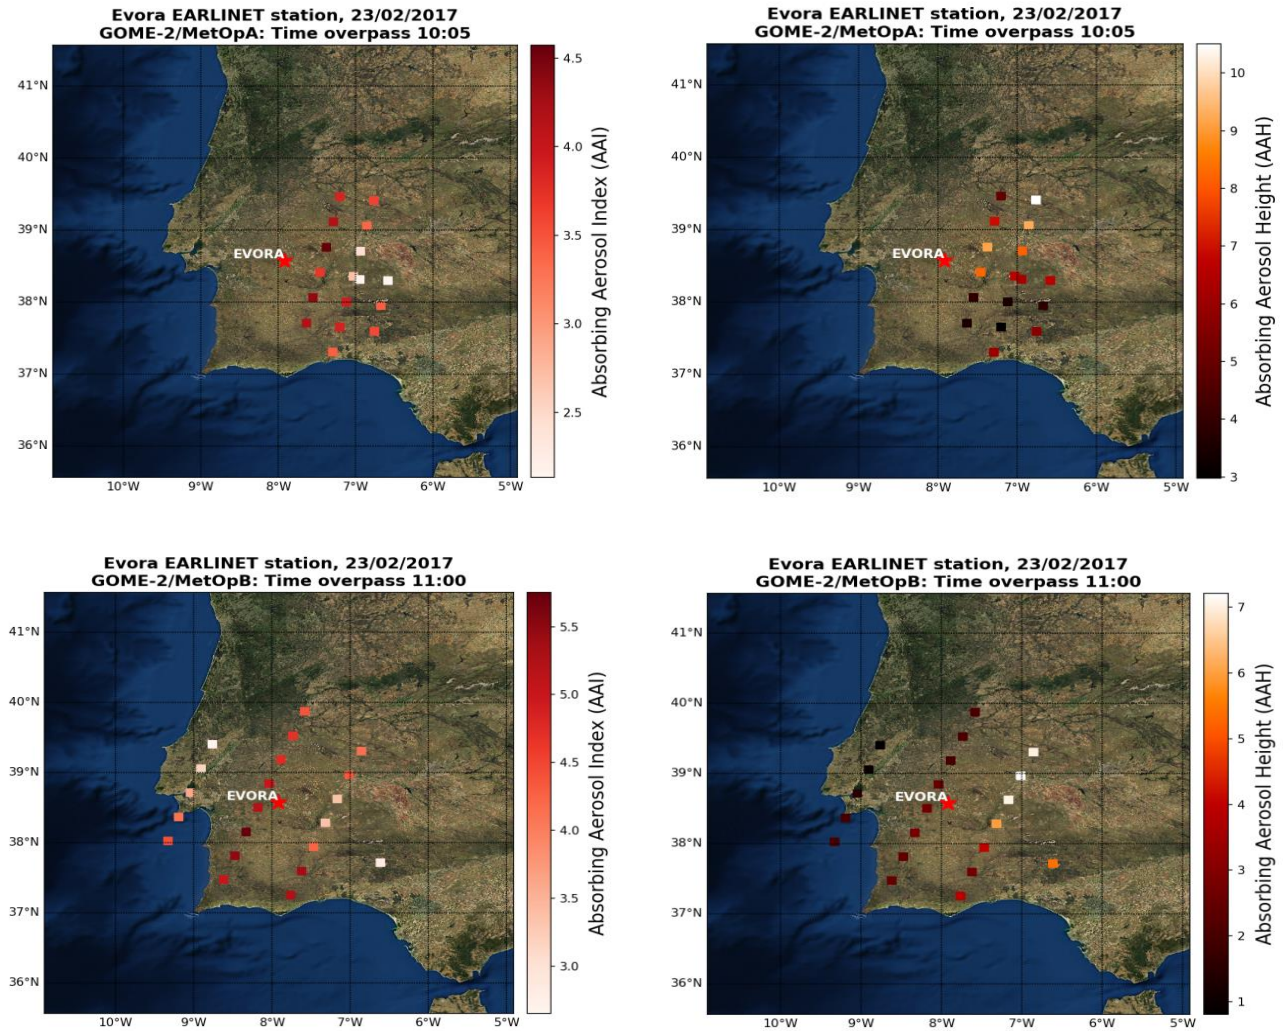 Evora EARLINET station, 23/02/2017
GOME-2/MetOpA: Time overpass 10:05
41°N
40°N
39°N
38°N
37°N
36°N
10°W
9°W
8°W
7°W
6°W
5°W
EVORA
4.5
4.0
3.5
3.0
2.5
Absorbing Aerosol Index (AAI)
Evora EARLINET station, 23/02/2017
GOME-2/MetOpA: Time overpass 10:05
41°N
40°N
39°N
38°N
37°N
36°N
10°W
9°W
8°W
7°W
6°W
5°W
EVORA
10
9
8
7
6
5
4
3
Absorbing Aerosol Height (AAH)
Evora EARLINET station, 23/02/2017
GOME-2/MetOpB: Time overpass 11:00
41°N
40°N
39°N
38°N
37°N
36°N
10°W
9°W
8°W
7°W
6°W
5°W
EVORA
5.5
5.0
4.5
4.0
3.5
3.0
Absorbing Aerosol Index (AAI)
Evora EARLINET station, 23/02/2017
GOME-2/MetOpB: Time overpass 11:00
41°N
40°N
39°N
38°N
37°N
36°N
10°W
9°W
8°W
7°W
6°W
5°W
EVORA
7
6
5
4
3
2
1
Absorbing Aerosol Height (AAH)